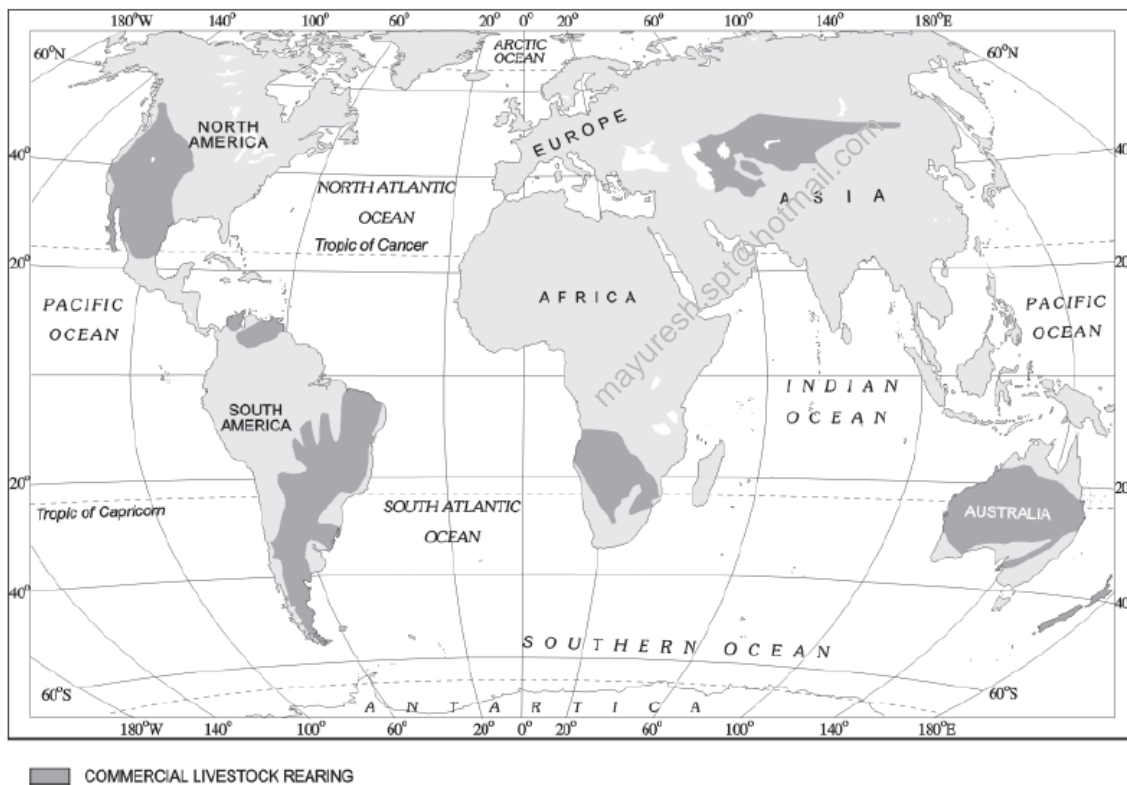 180°W 140° 100° 60° 20° 0° 20° 60° 100° 140° 180°E
60°N
60°N
ARCTIC
OCEAN
NORTH
AMERICA
EUROPE
40°
40
ASIA
NORTH ATLANTIC
OCEAN
Tropic of Cancer
20°
20
PACIFIC
OCEAN
AFRICA
PACIFIC
OCEAN
mayuresh.spt@hotmail.com
INDIAN
OCEAN
SOUTH
AMERICA
20°
20
Tropic of Capricorn
SOUTH ATLANTIC
OCEAN
AUSTRALIA
40°
40
SOUTHERN OCEAN
60°S
60°S
ANTARTICA
180°W 140° 100° 60° 20° 0° 20° 60° 100° 140° 180°E
COMMERCIAL LIVESTOCK REARING